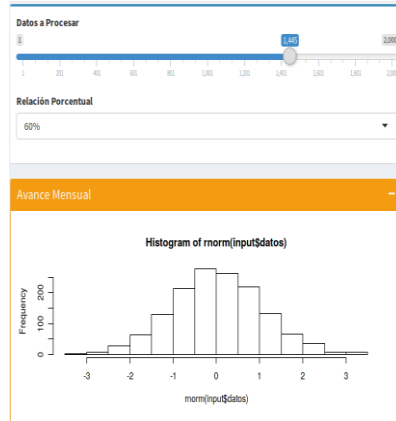 Datos a Procesar
1 1,445 2,000
1 201 401 601 801 1,001 1,201 1,401 1,601 1,801 2,000
Relación Porcentual
60%
Avance Mensual
Histogram of rnorm(input$datos)
Frequency
0 100 200
-3 -2 -1 0 1 2 3
rnorm(input$datos)